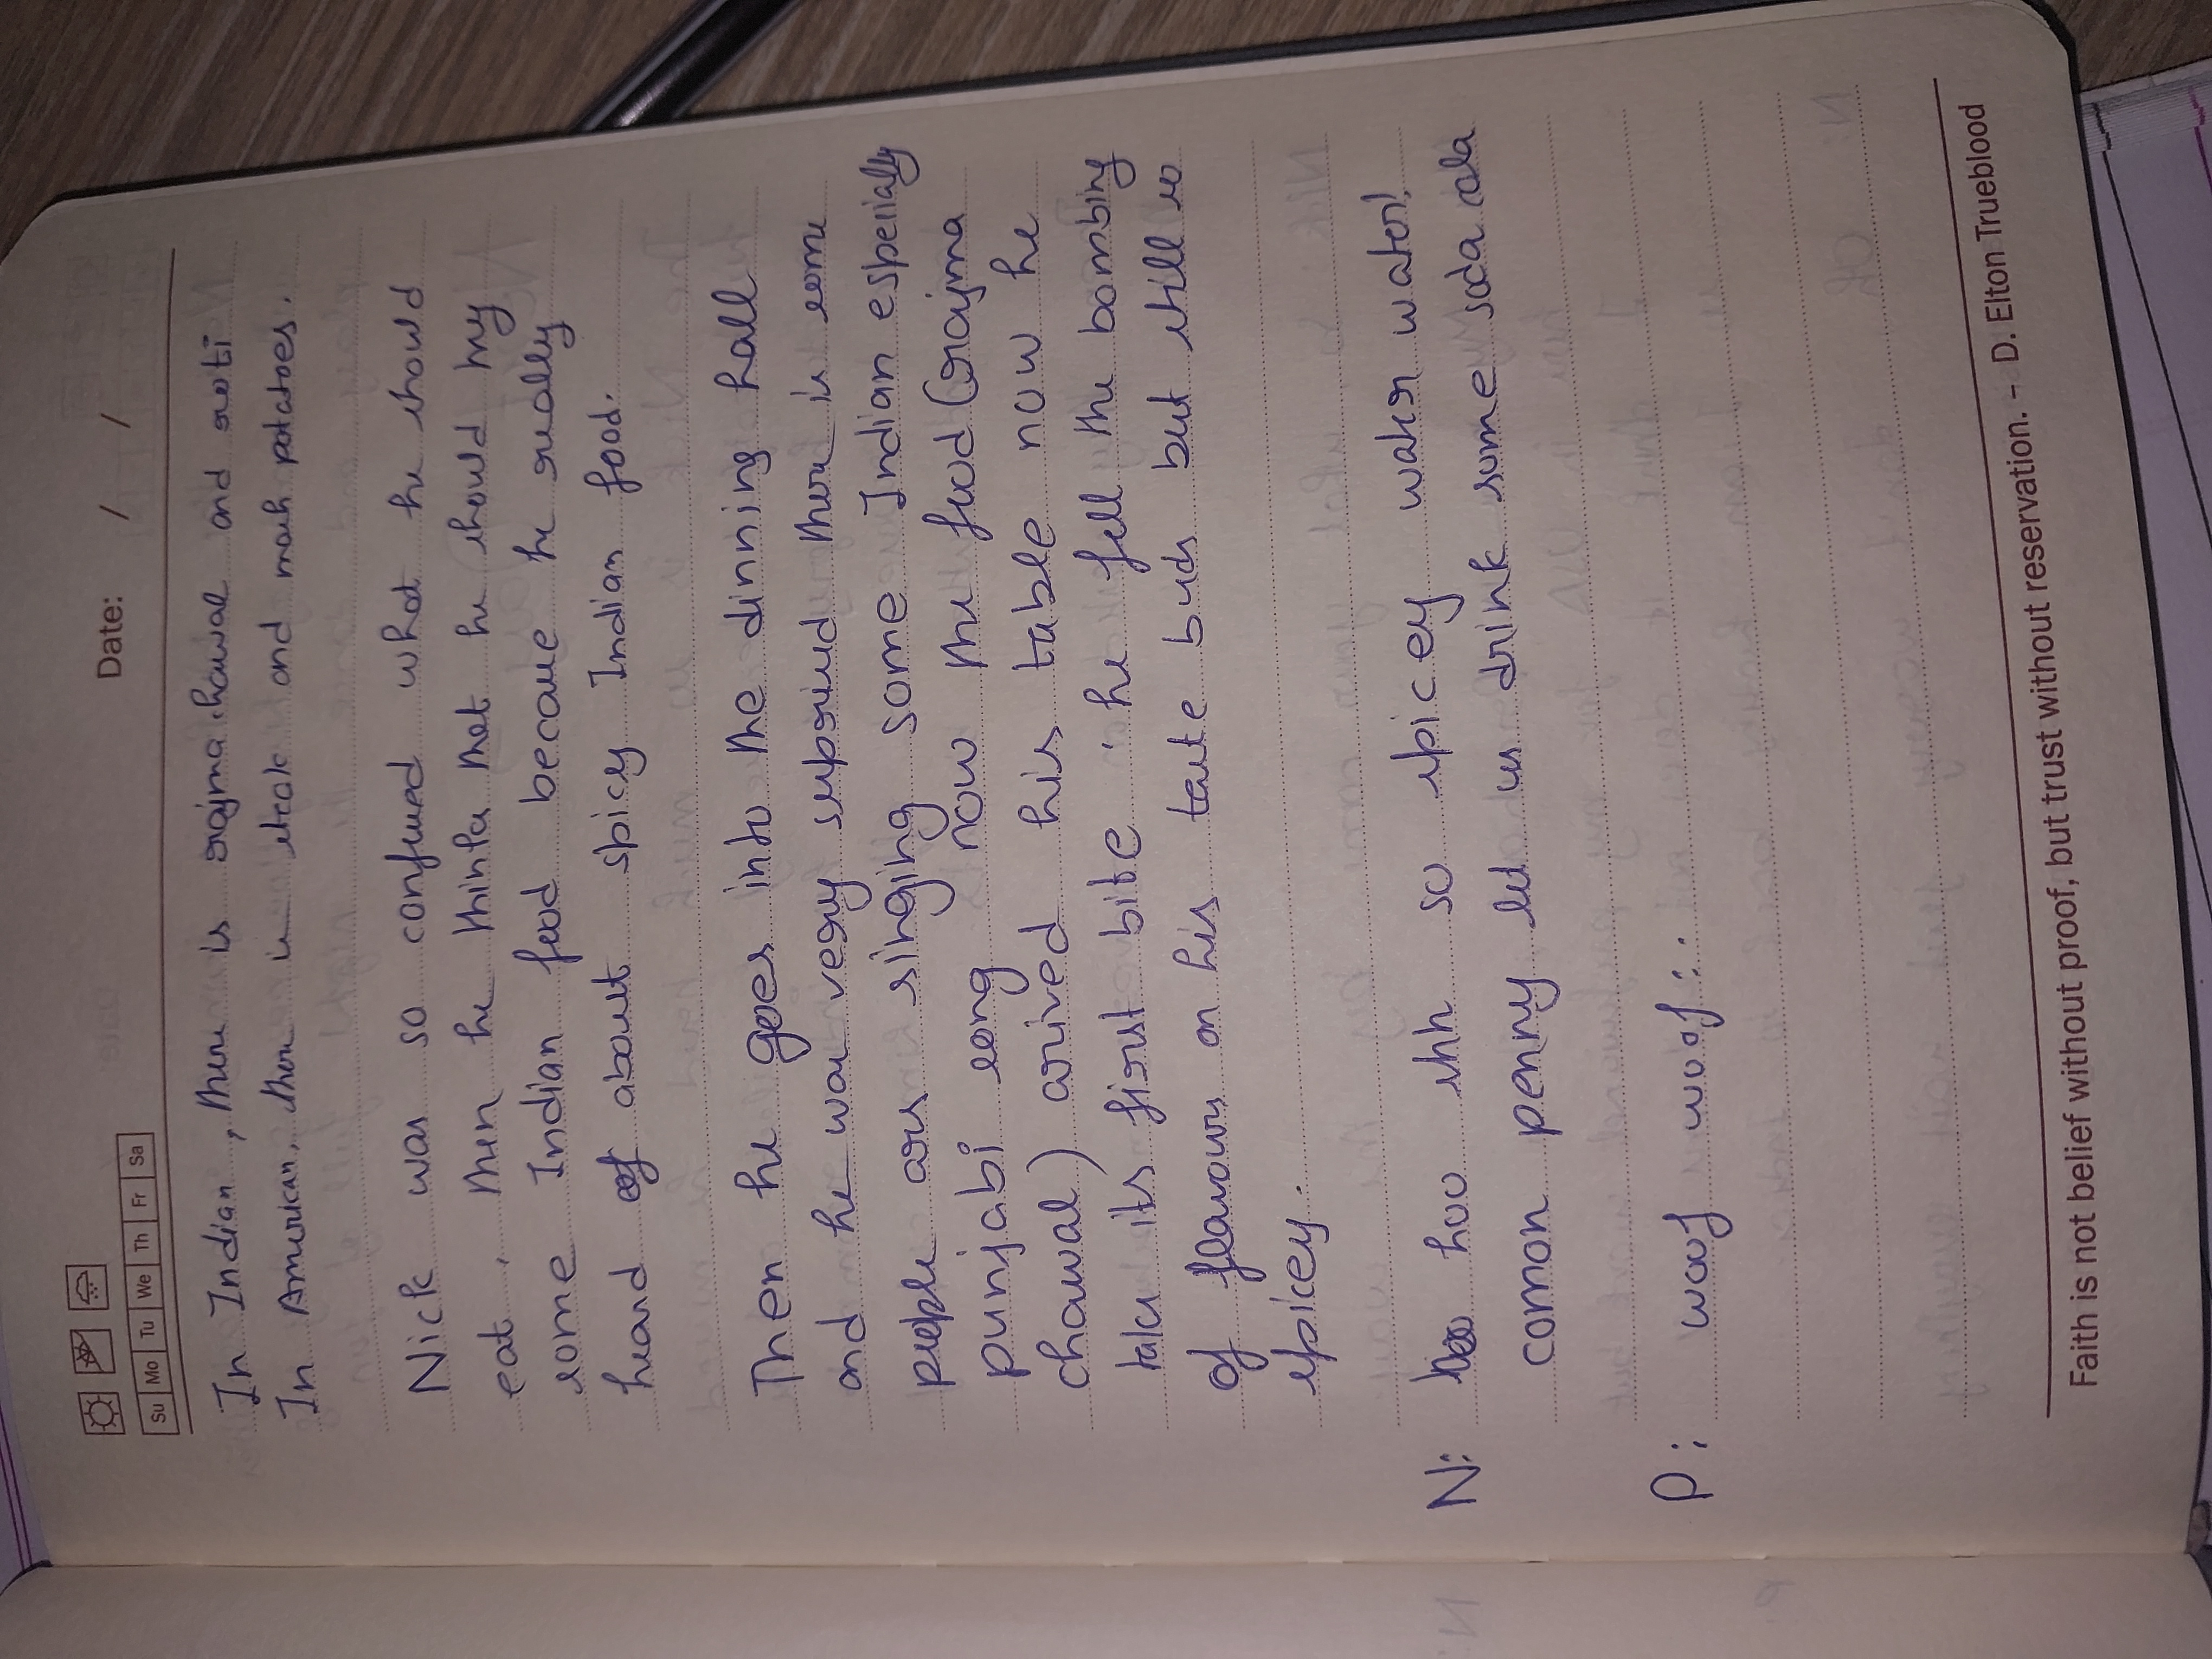 Date: / /
Su Mo Tu We Th Fr Sa
In Indian, there is rajma chawal and roti
In American, there is steak and mash potatoes.
Nick was so confused what he should
eat. Then he thinks that he should try
some Indian food because he really
heard of about spicy Indian food.
Then he goes into the dinning hall
and he was very suprised there is some
people are singing some Indian especially
punjabi song now the food (rajma
chawal) arived his table now he
take its first bite. he fell the bombing
of flavours on his taste buds but still so
spicey.
N: hoo shh so spicey water water!
comon penny let us drink some soda cola
P: woof woof...
Faith is not belief without proof, but trust without reservation. - D. Elton Trueblood